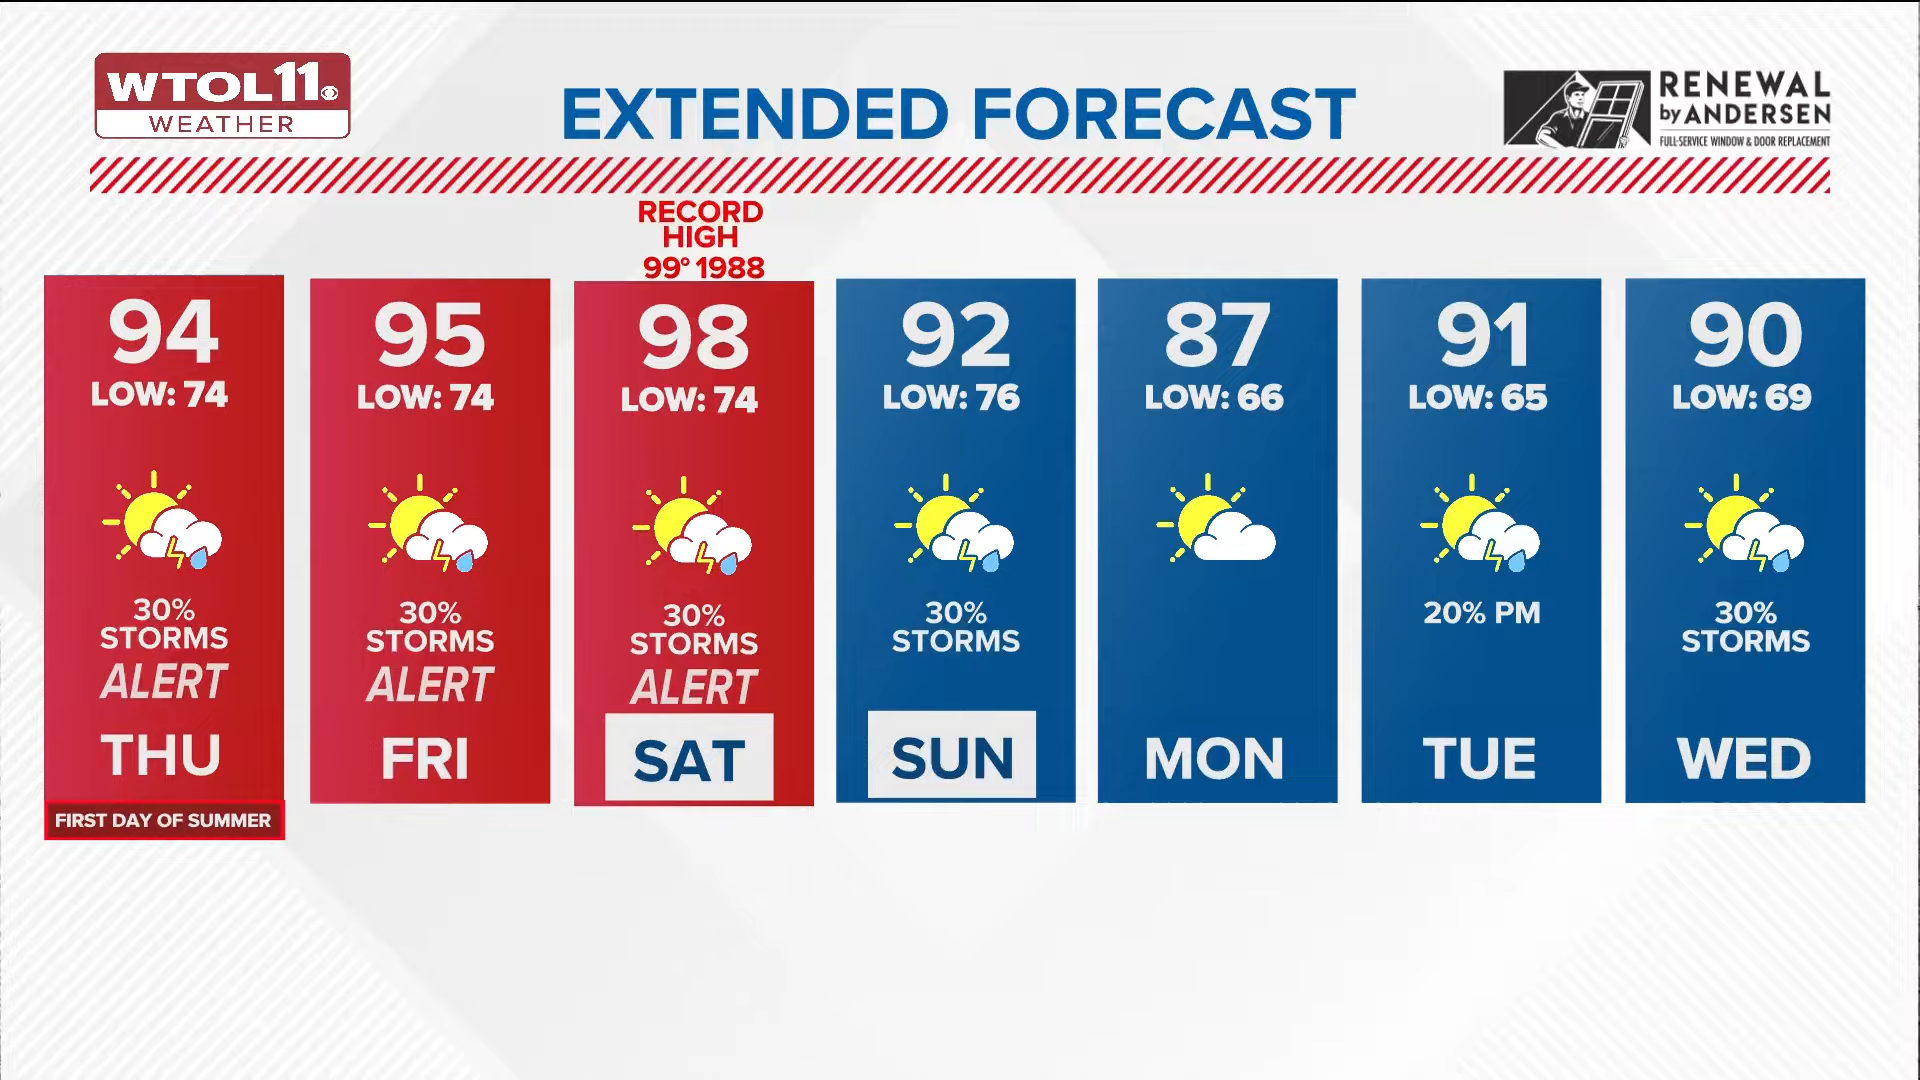 WTOL11
WEATHER
EXTENDED FORECAST
RENEWAL
by ANDERSEN
FULL-SERVICE WINDOW & DOOR REPLACEMENT
RECORD
HIGH
99° 1988
94
LOW: 74
30%
STORMS
ALERT
THU
FIRST DAY OF SUMMER
95
LOW: 74
30%
STORMS
ALERT
FRI
98
LOW: 74
30%
STORMS
ALERT
SAT
92
LOW: 76
30%
STORMS
SUN
87
LOW: 66
MON
91
LOW: 65
20% PM
TUE
90
LOW: 69
30%
STORMS
WED